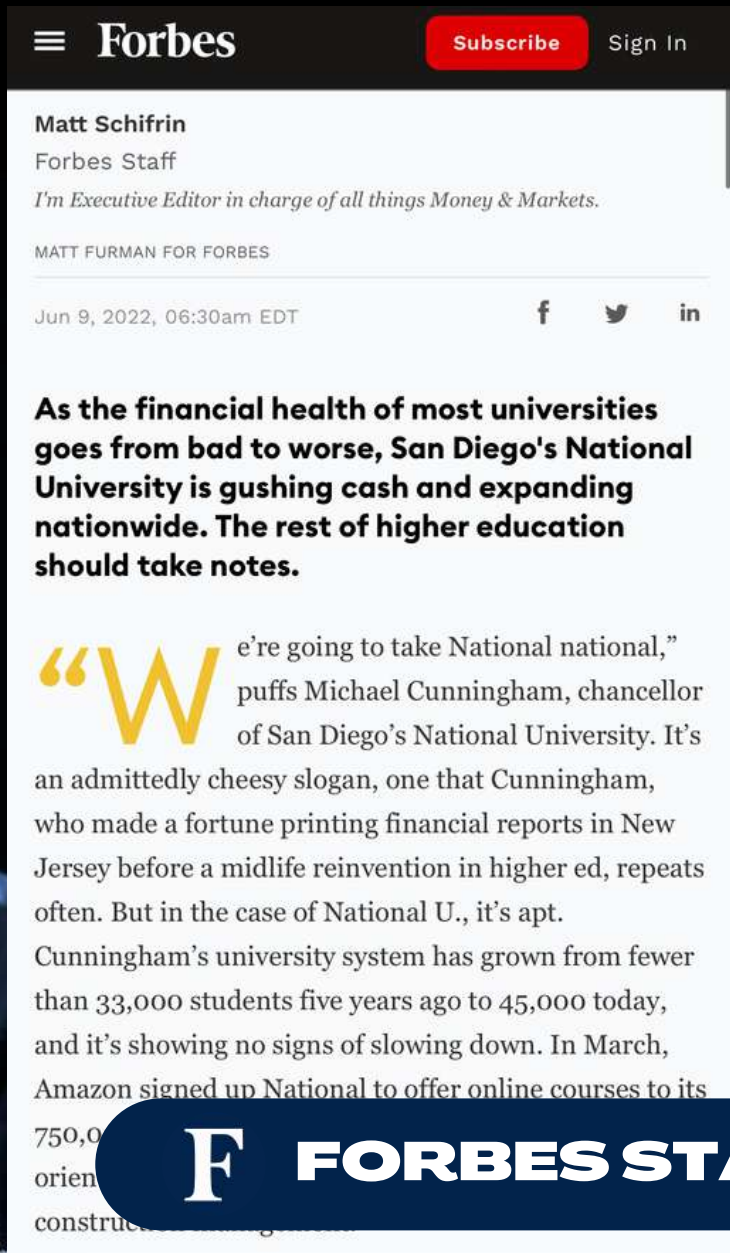 Forbes
Subscribe
Sign In
Matt Schifrin
Forbes Staff
I'm Executive Editor in charge of all things Money & Markets.
MATT FURMAN FOR FORBES
Jun 9, 2022, 06:30am EDT
As the financial health of most universities
goes from bad to worse, San Diego's National
University is gushing cash and expanding
nationwide. The rest of higher education
should take notes.
“We’re going to take National national,”
puffs Michael Cunningham, chancellor
of San Diego’s National University. It’s
an admittedly cheesy slogan, one that Cunningham,
who made a fortune printing financial reports in New
Jersey before a midlife reinvention in higher ed, repeats
often. But in the case of National U., it’s apt.
Cunningham’s university system has grown from fewer
than 33,000 students five years ago to 45,000 today,
and it’s showing no signs of slowing down. In March,
Amazon signed up National to offer online courses to its
750,0
orien
F FORBES STA